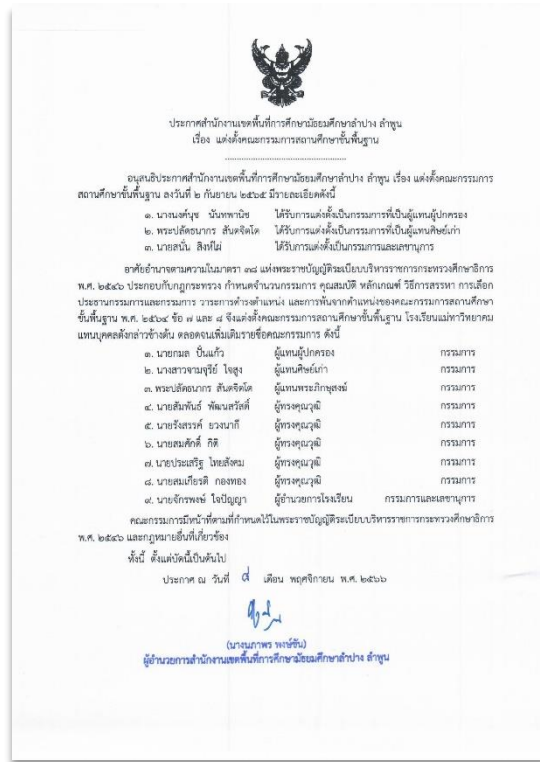 ประกาศสำนักงานเขตพื้นที่การศึกษามัธยมศึกษาลำปาง ลำพูน
เรื่อง แต่งตั้งคณะกรรมการสถานศึกษาขั้นพื้นฐาน
อนุสนธิประกาศสำนักงานเขตพื้นที่การศึกษามัธยมศึกษาลำปาง ลำพูน เรื่อง แต่งตั้งคณะกรรมการ
สถานศึกษาขั้นพื้นฐาน ลงวันที่ ๒ กันยายน ๒๕๖๕ มีรายละเอียดดังนี้
๑. นางนงค์นุช นันทพานิช ได้รับการแต่งตั้งเป็นกรรมการที่เป็นผู้แทนผู้ปกครอง
๒. พระปลัดธนากร สันตจิตโต ได้รับการแต่งตั้งเป็นกรรมการที่เป็นผู้แทนศิษย์เก่า
๓. นายสนั่น สิงห์ไผ่ ได้รับการแต่งตั้งเป็นกรรมการและเลขานุการ
อาศัยอำนาจตามความในมาตรา ๓๘ แห่งพระราชบัญญัติระเบียบบริหารราชการกระทรวงศึกษาธิการ
พ.ศ. ๒๕๔๖ ประกอบกับกฎกระทรวง กำหนดจำนวนกรรมการ คุณสมบัติ หลักเกณฑ์ วิธีการสรรหา การเลือก
ประธานกรรมการและกรรมการ วาระการดำรงตำแหน่ง และการพ้นจากตำแหน่งของคณะกรรมการสถานศึกษา
ขั้นพื้นฐาน พ.ศ. ๒๕๖๔ ข้อ ๗ และ ๘ จึงแต่งตั้งคณะกรรมการสถานศึกษาขั้นพื้นฐาน โรงเรียนแม่ทาวิทยาคม
แทนบุคคลดังกล่าวข้างต้น ตลอดจนเพิ่มเติมรายชื่อคณะกรรมการ ดังนี้
๑. นายกมล ปั่นแก้ว ผู้แทนผู้ปกครอง กรรมการ
๒. นางสาวจามจุรีย์ ใจสูง ผู้แทนศิษย์เก่า กรรมการ
๓. พระปลัดธนากร สันตจิตโต ผู้แทนพระภิกษุสงฆ์ กรรมการ
๔. นายสัมพันธ์ พัฒนสวัสดิ์ ผู้ทรงคุณวุฒิ กรรมการ
๕. นายรังสรรค์ ยวงนากี ผู้ทรงคุณวุฒิ กรรมการ
๖. นายสมศักดิ์ กิติ ผู้ทรงคุณวุฒิ กรรมการ
๗. นายประเสริฐ ไทยสังคม ผู้ทรงคุณวุฒิ กรรมการ
๘. นายสมเกียรติ กองทอง ผู้ทรงคุณวุฒิ กรรมการ
๙. นายจักรพงษ์ ใจปัญญา ผู้อำนวยการโรงเรียน กรรมการและเลขานุการ
คณะกรรมการมีหน้าที่ตามที่กำหนดไว้ในพระราชบัญญัติระเบียบบริหารราชการกระทรวงศึกษาธิการ
พ.ศ. ๒๕๔๖ และกฎหมายอื่นที่เกี่ยวข้อง
ทั้งนี้ ตั้งแต่บัดนี้เป็นต้นไป
ประกาศ ณ วันที่ ๘ เดือน พฤศจิกายน พ.ศ. ๒๕๖๖
(นางนภาพร พงษ์ขัน)
ผู้อำนวยการสำนักงานเขตพื้นที่การศึกษามัธยมศึกษาลำปาง ลำพูน